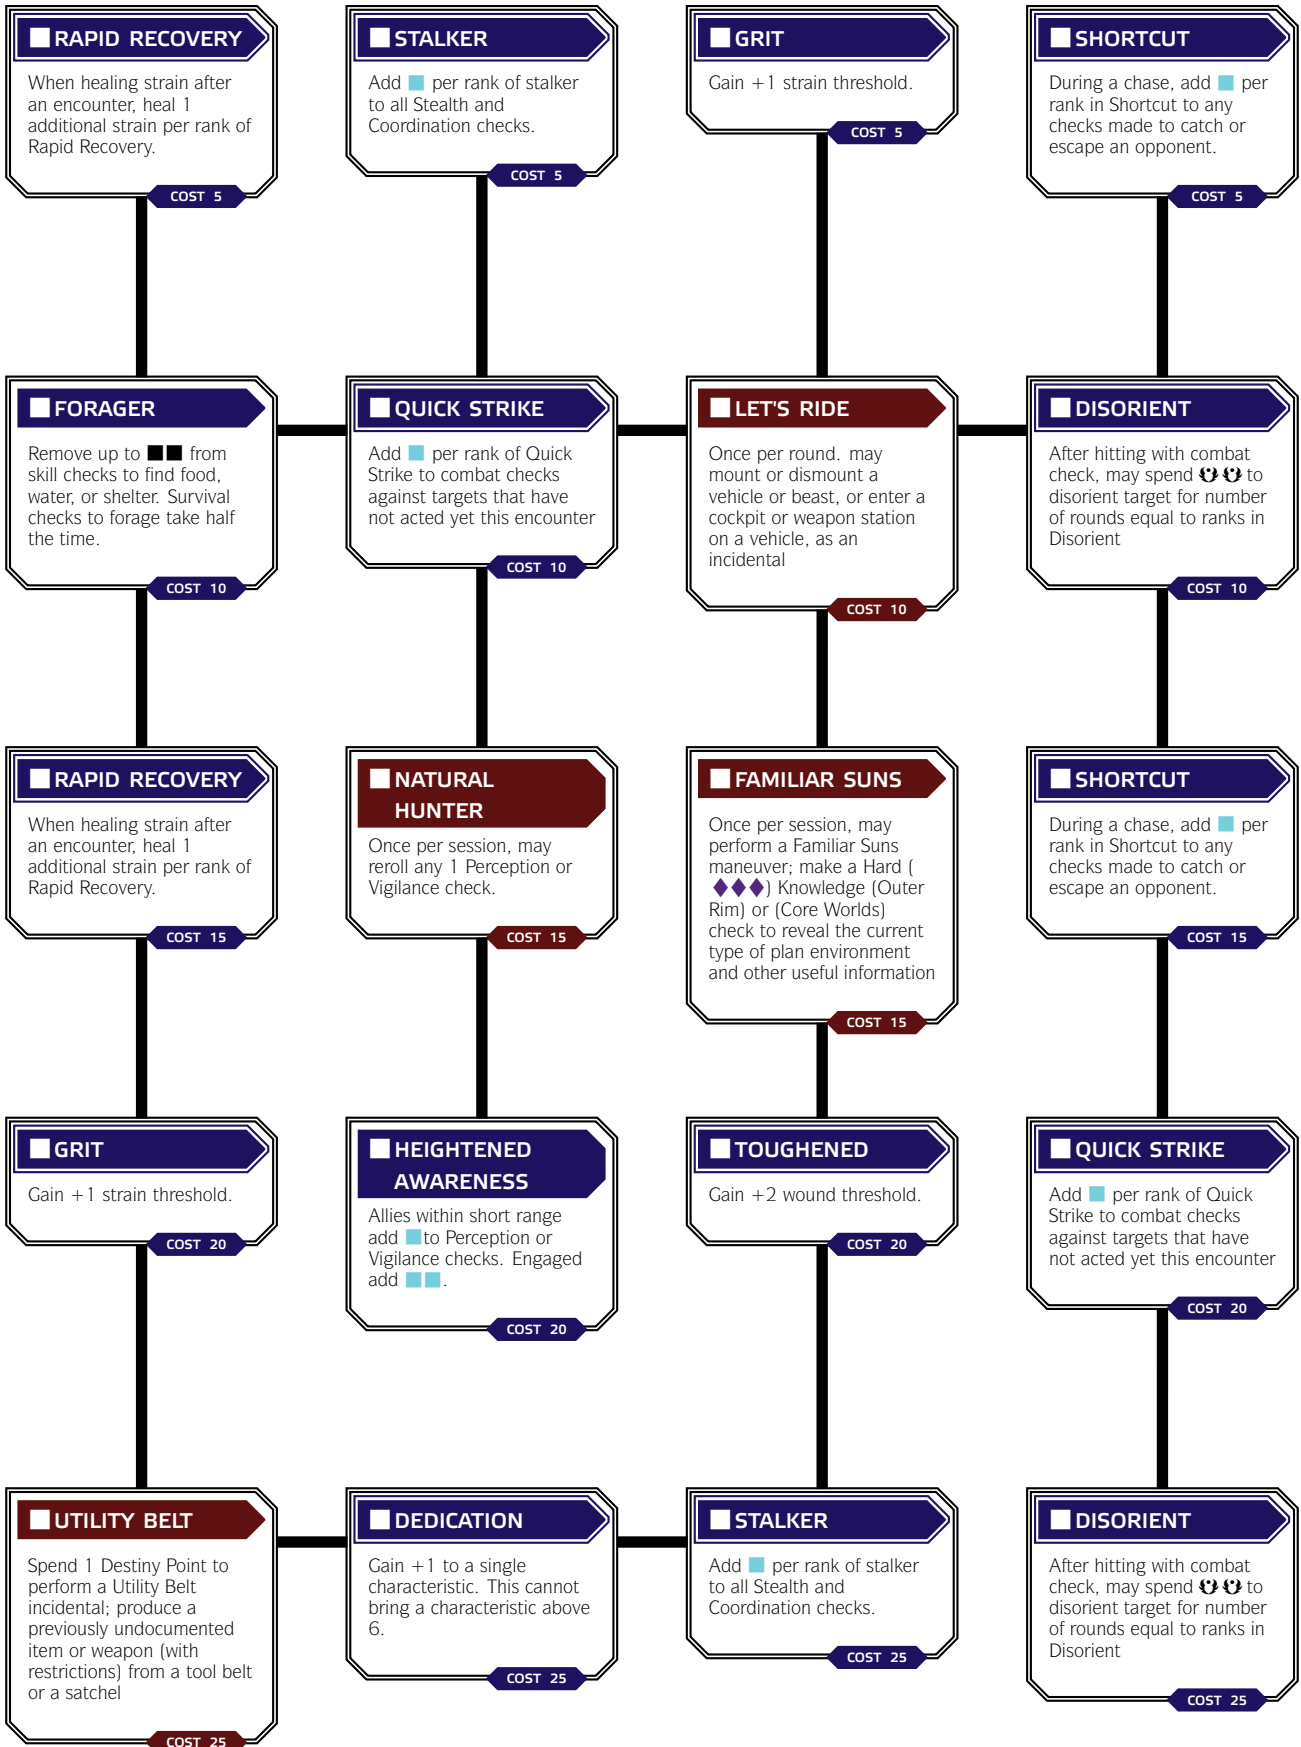 RAPID RECOVERY
When healing strain after
an encounter, heal 1
additional strain per rank of
Rapid Recovery.
COST 5
STALKER
Add per rank of stalker
to all Stealth and
Coordination checks.
COST 5
GRIT
Gain +1 strain threshold.
COST 5
SHORTCUT
During a chase, add per
rank in Shortcut to any
checks made to catch or
escape an opponent.
COST 5
FORAGER
Remove up to from
skill checks to find food,
water, or shelter. Survival
checks to forage take half
the time.
COST 10
QUICK STRIKE
Add per rank of Quick
Strike to combat checks
against targets that have
not acted yet this encounter
COST 10
LET'S RIDE
Once per round. may
mount or dismount a
vehicle or beast, or enter a
cockpit or weapon station
on a vehicle, as an
incidental
COST 10
DISORIENT
After hitting with combat
check, may spend to
disorient target for number
of rounds equal to ranks in
Disorient
COST 10
RAPID RECOVERY
When healing strain after
an encounter, heal 1
additional strain per rank of
Rapid Recovery.
COST 15
NATURAL
HUNTER
Once per session, may
reroll any 1 Perception or
Vigilance check.
COST 15
FAMILIAR SUNS
Once per session, may
perform a Familiar Suns
maneuver; make a Hard (
) Knowledge (Outer
Rim) or (Core Worlds)
check to reveal the current
type of plan environment
and other useful information
COST 15
SHORTCUT
During a chase, add per
rank in Shortcut to any
checks made to catch or
escape an opponent.
COST 15
GRIT
Gain +1 strain threshold.
COST 20
HEIGHTENED
AWARENESS
Allies within short range
add to Perception or
Vigilance checks. Engaged
add .
COST 20
TOUGHENED
Gain +2 wound threshold.
COST 20
QUICK STRIKE
Add per rank of Quick
Strike to combat checks
against targets that have
not acted yet this encounter
COST 20
UTILITY BELT
Spend 1 Destiny Point to
perform a Utility Belt
incidental; produce a
previously undocumented
item or weapon (with
restrictions) from a tool belt
or a satchel
COST 25
DEDICATION
Gain +1 to a single
characteristic. This cannot
bring a characteristic above
6.
COST 25
STALKER
Add per rank of stalker
to all Stealth and
Coordination checks.
COST 25
DISORIENT
After hitting with combat
check, may spend to
disorient target for number
of rounds equal to ranks in
Disorient
COST 25